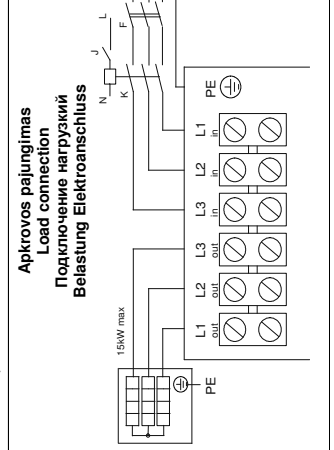 Apkrovos pajungimas
Load connection
Подключение нагрузкий
Belastung Elektroanschluss
L
J
N
F
K
15kW max
PE
L1 out
L2 out
L3 out
L3 in
L2 in
L1 in
PE